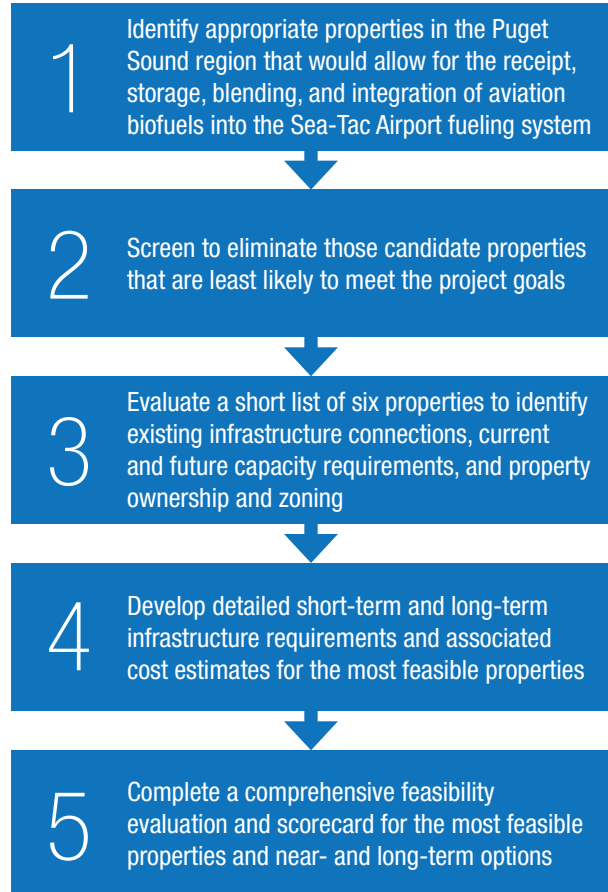 1
Identify appropriate properties in the Puget
Sound region that would allow for the receipt,
storage, blending, and integration of aviation
biofuels into the Sea-Tac Airport fueling system
2
Screen to eliminate those candidate properties
that are least likely to meet the project goals
3
Evaluate a short list of six properties to identify
existing infrastructure connections, current
and future capacity requirements, and property
ownership and zoning
4
Develop detailed short-term and long-term
infrastructure requirements and associated
cost estimates for the most feasible properties
5
Complete a comprehensive feasibility
evaluation and scorecard for the most feasible
properties and near- and long-term options